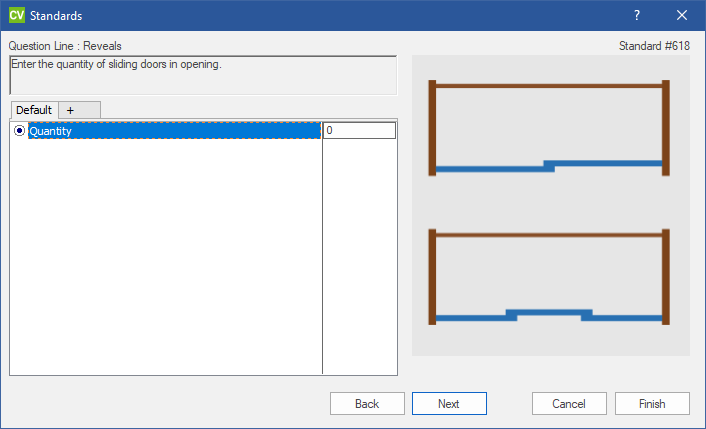 CV Standards ?
Question Line : Reveals Standard #618
Enter the quantity of sliding doors in opening.
Default +
Quantity 0
Back Next Cancel Finish